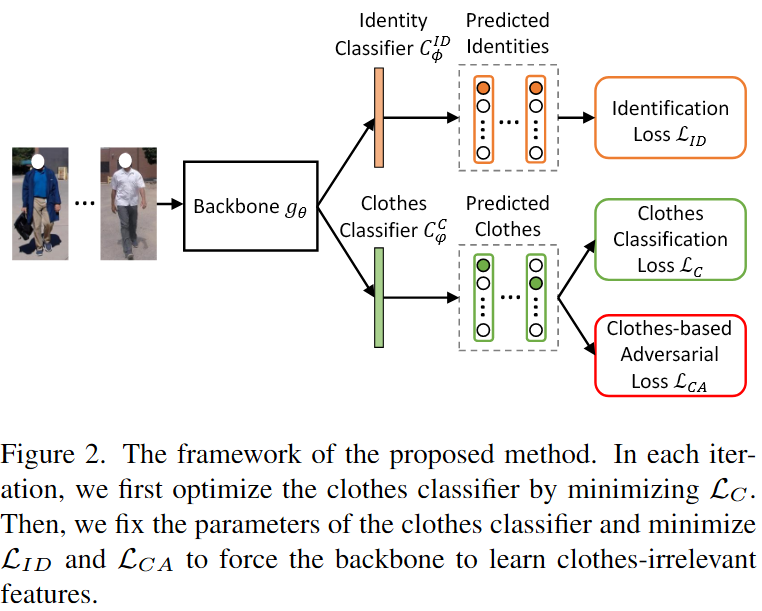 Identity
Classifier $C_{\phi}^{ID}$
Predicted
Identities
Identification
Loss $\mathcal{L}_{ID}$
...
Backbone $g_{\theta}$
Clothes
Classifier $C_{\varphi}^{C}$
Predicted
Clothes
Clothes
Classification
Loss $\mathcal{L}_{C}$
Clothes-based
Adversarial
Loss $\mathcal{L}_{CA}$
Figure 2. The framework of the proposed method. In each iter-
ation, we first optimize the clothes classifier by minimizing $\mathcal{L}_{C}$.
Then, we fix the parameters of the clothes classifier and minimize
$\mathcal{L}_{ID}$ and $\mathcal{L}_{CA}$ to force the backbone to learn clothes-irrelevant
features.